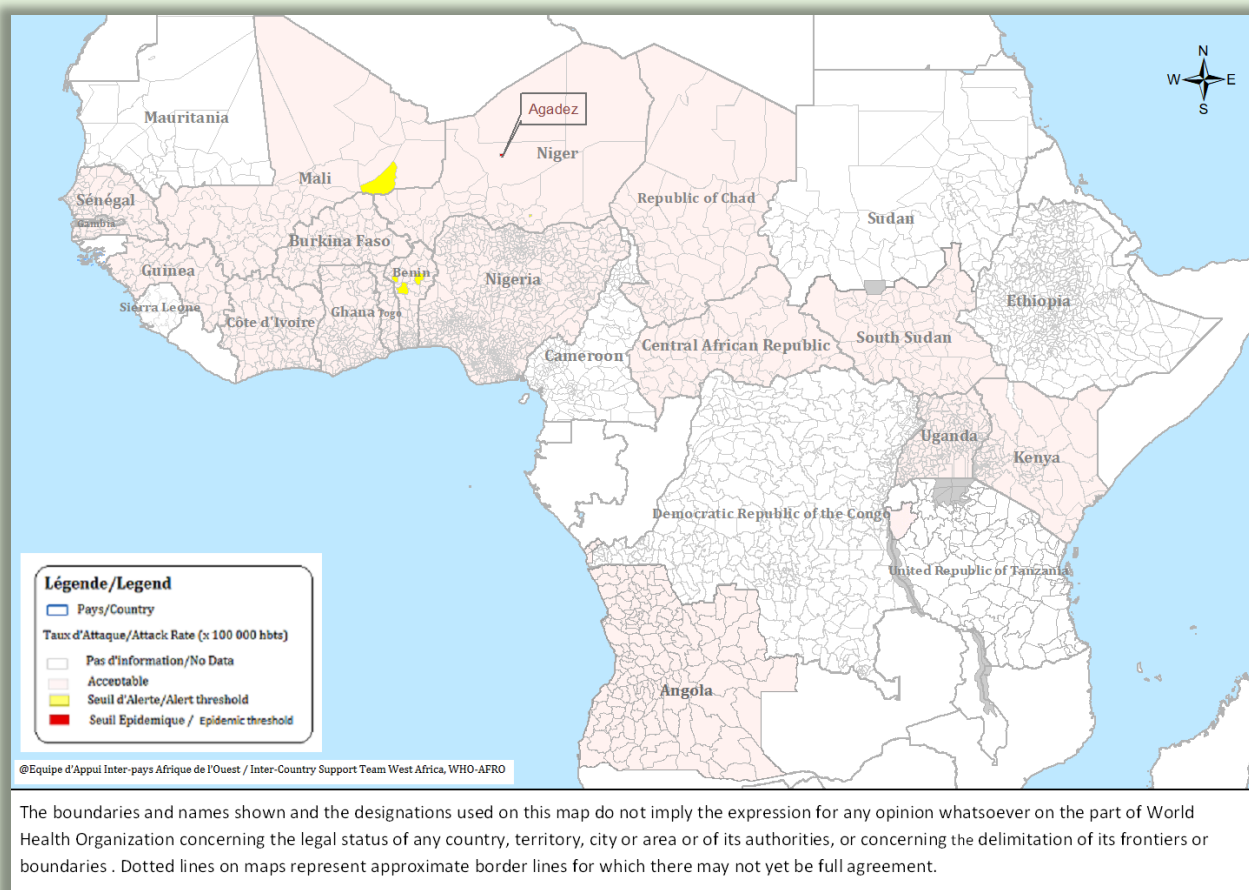 N
W E
S
Agadez
Mauritania
Niger
Mali
Sénégal
Republic of Chad
Gambia
Sudan
Burkina Faso
Guinea
Benin
Nigeria
Ethiopia
Sierra Leone
Ghana
Togo
Côte d'Ivoire
South Sudan
Central African Republic
Cameroon
Uganda
Kenya
Democratic Republic of the Congo
United Republic of Tanzania
Angola
Légende/Legend
Pays/Country
Taux d'Attaque/Attack Rate (x 100 000 hbts)
Pas d'information/No Data
Acceptable
Seuil d'Alerte/Alert threshold
Seuil Epidemique / Epidemic threshold
@Equipe d'Appui Inter-pays Afrique de l'Ouest / Inter-Country Support Team West Africa, WHO-AFRO
The boundaries and names shown and the designations used on this map do not imply the expression for any opinion whatsoever on the part of World
Health Organization concerning the legal status of any country, territory, city or area or of its authorities, or concerning the delimitation of its frontiers or
boundaries . Dotted lines on maps represent approximate border lines for which there may not yet be full agreement.